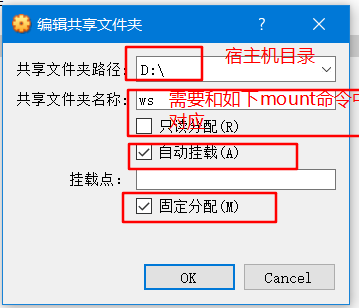 编辑共享文件夹
? ×
共享文件夹路径: D:\
宿主机目录
共享文件夹名称: ws
需要和如下mount命令中
对应
只读分配(R)
自动挂载(A)
挂载点:
固定分配(M)
OK Cancel